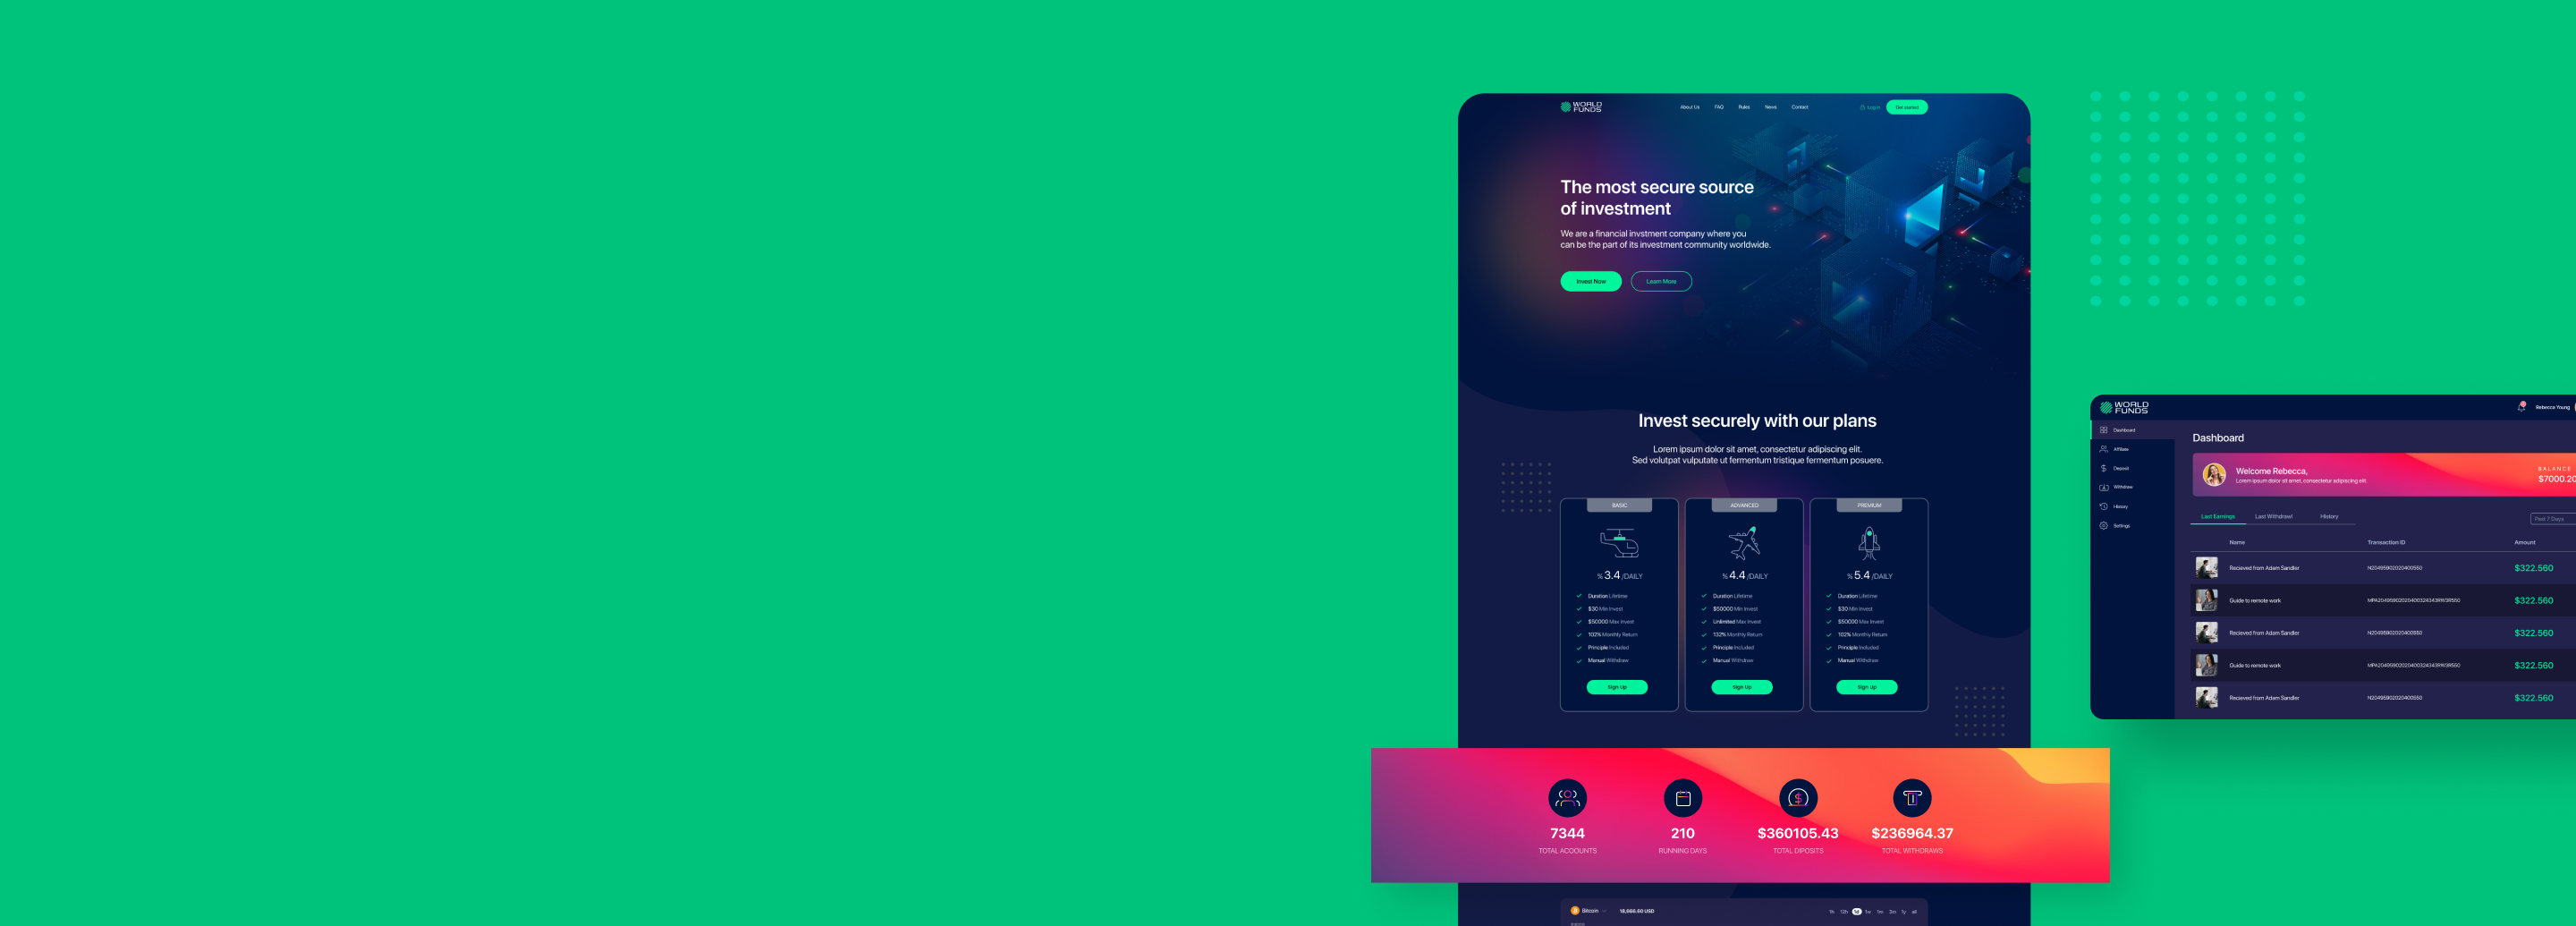 WORLD
FUNDS
About Us FAQ Rules News Contact Log in Get started
The most secure source
of investment
We are a financial invstment company where you
can be the part of its investment community worldwide.
Invest Now Learn More
Invest securely with our plans
Lorem ipsum dolor sit amet, consectetur adipiscing elit.
Sed volutpat vulputate ut fermentum tristique fermentum posuere.
BASIC
% 3.4 /DAILY
Duration Lifetime
$30 Min Invest
$50000 Max Invest
102% Monthly Return
Principle Included
Manual Withdraw
Sign Up
ADVANCED
% 4.4 /DAILY
Duration Lifetime
$50000 Min Invest
Unlimited Max Invest
132% Monthly Return
Principle Included
Manual Withdraw
Sign Up
PREMIUM
% 5.4 /DAILY
Duration Lifetime
$30 Min Invest
$50000 Max Invest
102% Monthly Return
Principle Included
Manual Withdraw
Sign Up
7344
TOTAL ACOOUNTS
210
RUNNING DAYS
$360105.43
TOTAL DIPOSITS
$236964.37
TOTAL WITHDRAWS
Bitcoin 18,666.60 USD 1h 12h 1d 1w 1m 3m 1y all
WORLD
FUNDS
Rebecca Young
Dashboard
Affiliate
Deposit
Withdraw
History
Settings
Dashboard
Welcome Rebecca,
Lorem ipsum dolor sit amet, consectetur adipiscing elit.
BALANCE
$7000.20
Last Earnings Last Withdrawl History Past 7 Days
Name Transaction ID Amount
Recieved from Adam Sandler $322.560
Guide to remote work $322.560
Recieved from Adam Sandler $322.560
Guide to remote work $322.560
Recieved from Adam Sandler $322.560